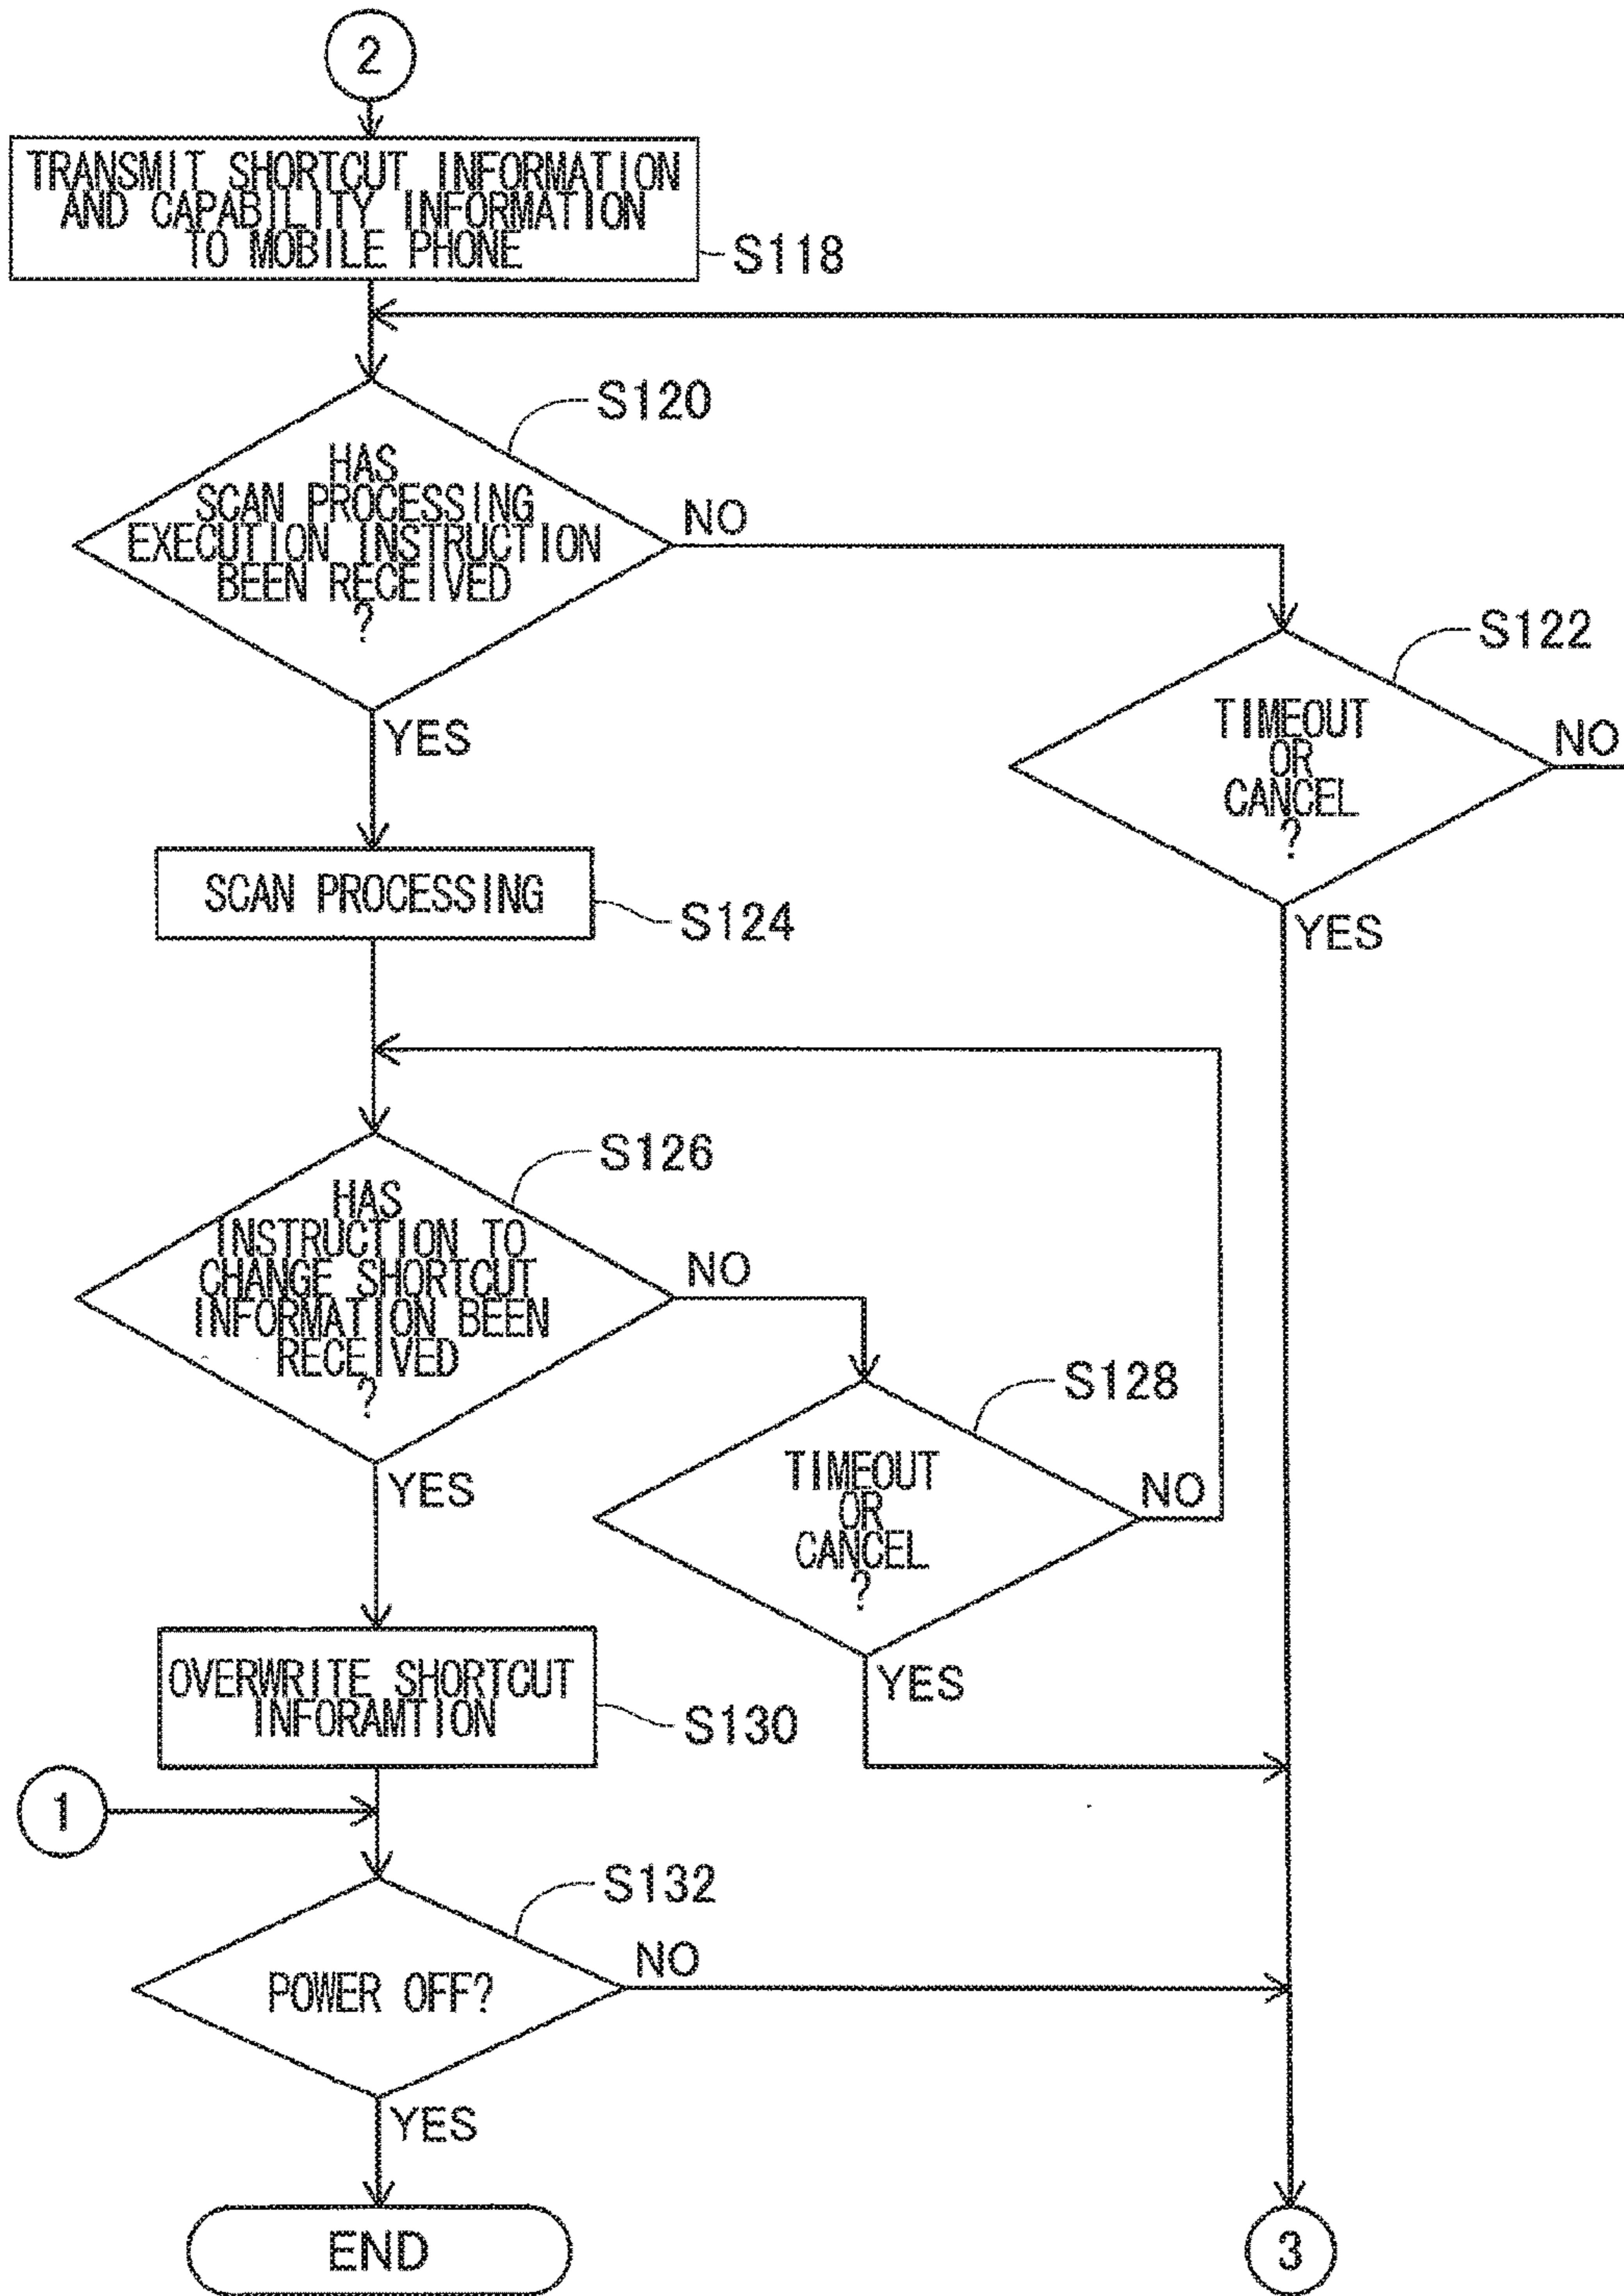 2
TRANSMIT SHORTCUT INFORMATION
AND CAPABILITY INFORMATION
TO MOBILE PHONE
S118
S120
HAS
SCAN PROCESSING
EXECUTION INSTRUCTION
BEEN RECEIVED
?
NO
YES
S122
TIMEOUT
OR
CANCEL
?
NO
YES
SCAN PROCESSING
S124
S126
HAS
INSTRUCTION TO
CHANGE SHORTCUT
INFORMATION BEEN
RECEIVED
?
NO
YES
S128
TIMEOUT
OR
CANCEL
?
NO
YES
OVERWRITE SHORTCUT
INFORAMTION
S130
1
S132
POWER OFF?
NO
YES
END
3